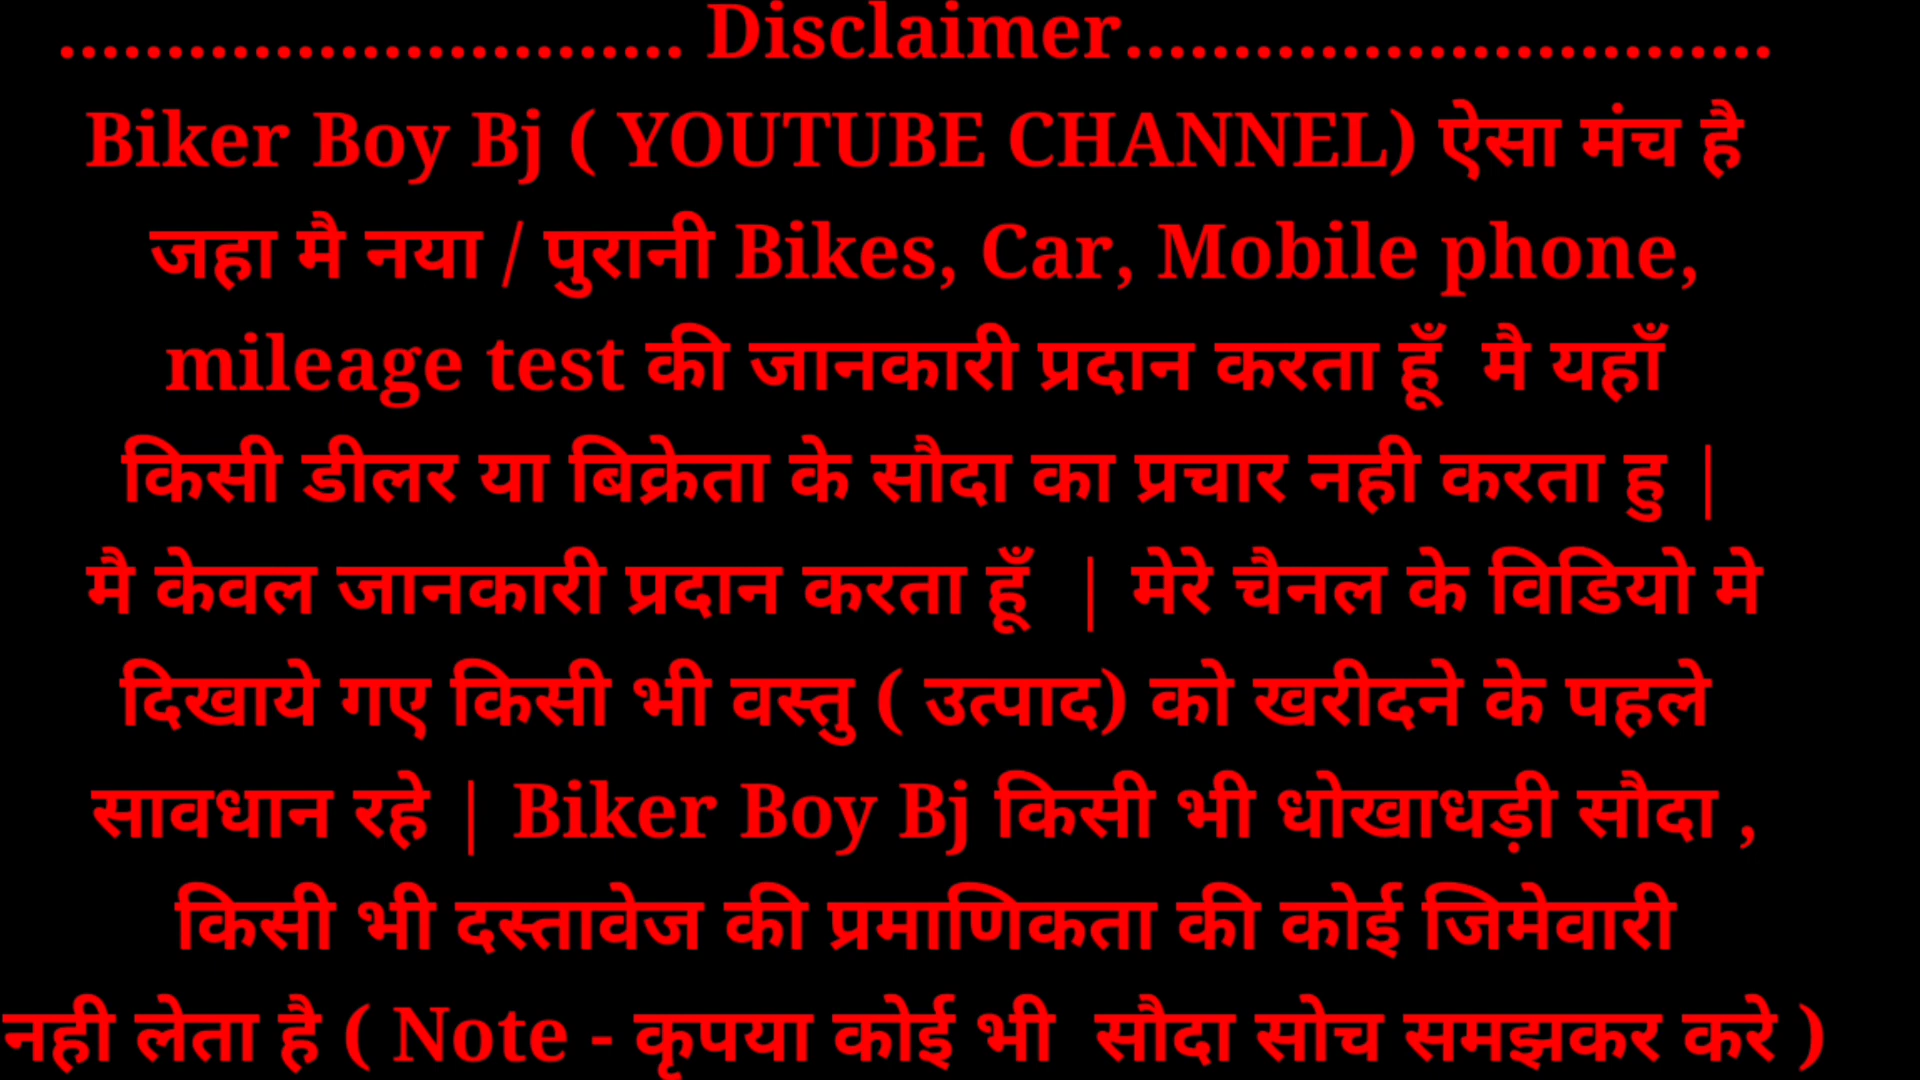 ............................. Disclaimer..............................
Biker Boy Bj ( YOUTUBE CHANNEL) ऐसा मंच है
जहा मै नया / पुरानी Bikes, Car, Mobile phone,
mileage test की जानकारी प्रदान करता हूँ  मै यहाँ
किसी डीलर या बिक्रेता के सौदा का प्रचार नही करता हु |
मै केवल जानकारी प्रदान करता हूँ  | मेरे चैनल के विडियो मे
दिखाये गए किसी भी वस्तु ( उत्पाद) को खरीदने के पहले
सावधान रहे | Biker Boy Bj किसी भी धोखाधड़ी सौदा ,
किसी भी दस्तावेज की प्रमाणिकता की कोई जिमेवारी
नही लेता है ( Note - कृपया कोई भी  सौदा सोच समझकर करे )